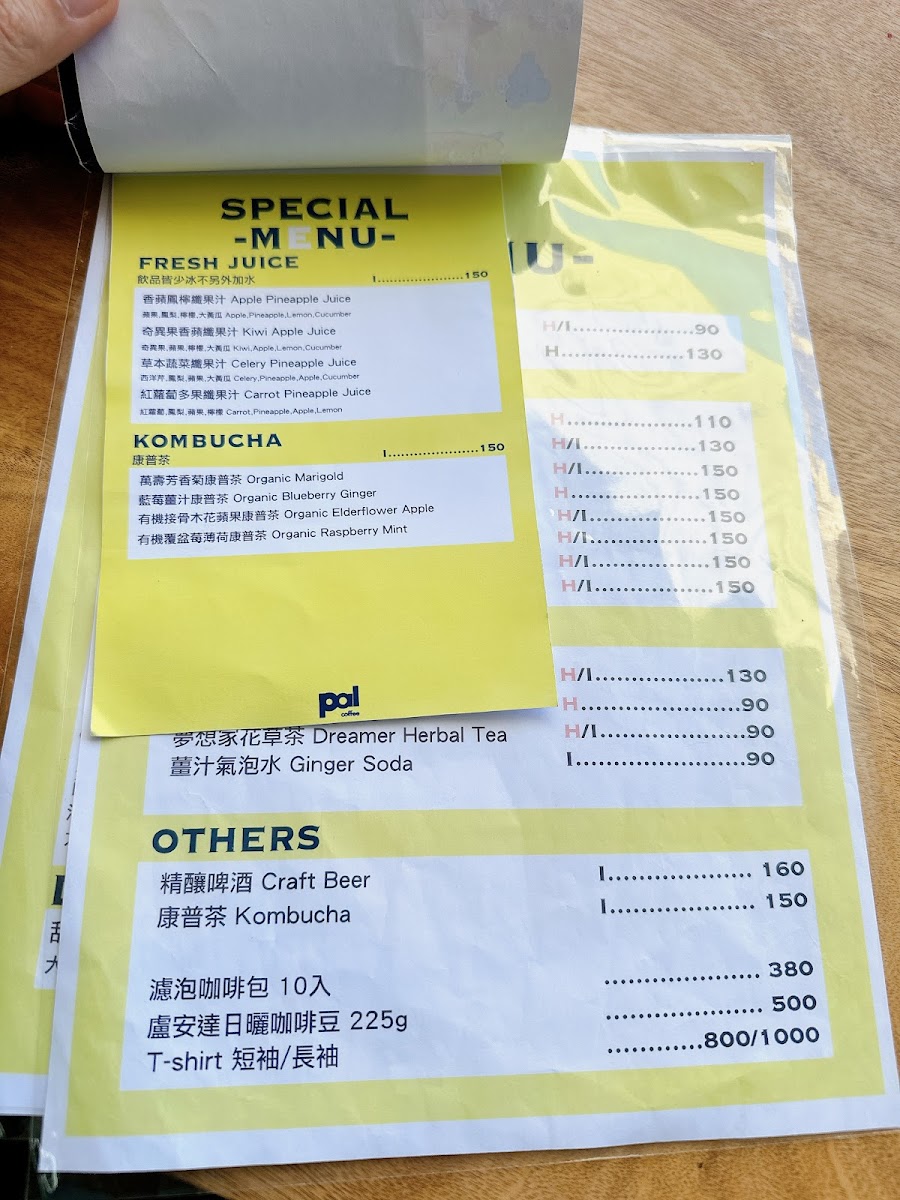 SPECIAL
-MENU-
FRESH JUICE
飲品皆少冰不另外加水 I.....................150
香蘋鳳檸纖果汁 Apple Pineapple Juice
蘋果,鳳梨,檸檬,大黃瓜 Apple,Pineapple,Lemon,Cucumber
奇異果香蘋纖果汁 Kiwi Apple Juice
奇異果,蘋果,檸檬,大黃瓜 Kiwi,Apple,Lemon,Cucumber
草本蔬菜纖果汁 Celery Pineapple Juice
西洋芹,鳳梨,蘋果,大黃瓜 Celery,Pineapple,Apple,Cucumber
紅蘿蔔多果纖果汁 Carrot Pineapple Juice
紅蘿蔔,鳳梨,蘋果,檸檬 Carrot,Pineapple,Apple,Lemon
KOMBUCHA
康普茶 I.....................150
萬壽芳香菊康普茶 Organic Marigold
藍莓薑汁康普茶 Organic Blueberry Ginger
有機接骨木花蘋果康普茶 Organic Elderflower Apple
有機覆盆莓薄荷康普茶 Organic Raspberry Mint
pal
coffee
NU-
H/I.....................90
H.....................130
H.....................110
H/I.....................130
H/I.....................150
H.....................150
H/I.....................150
H/I.....................150
H/I.....................150
H/I.....................150
H/I.....................130
H.....................90
夢想家花草茶 Dreamer Herbal Tea H/I.....................90
薑汁氣泡水 Ginger Soda I.....................90
OTHERS
精釀啤酒 Craft Beer I................... 160
康普茶 Kombucha I................... 150
濾泡咖啡包 10入 ..................... 380
盧安達日曬咖啡豆 225g ..................... 500
T-shirt 短袖/長袖 ............800/1000